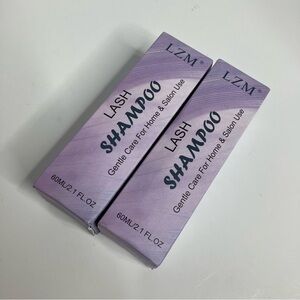 LZM®
LASH
SHAMPOO
Gentle Care For Home & Salon Use
60ML/2.1 FL.OZ
LZM®
LASH
SHAMPOO
Gentle Care For Home & Salon Use
60ML/2.1 FL.OZ